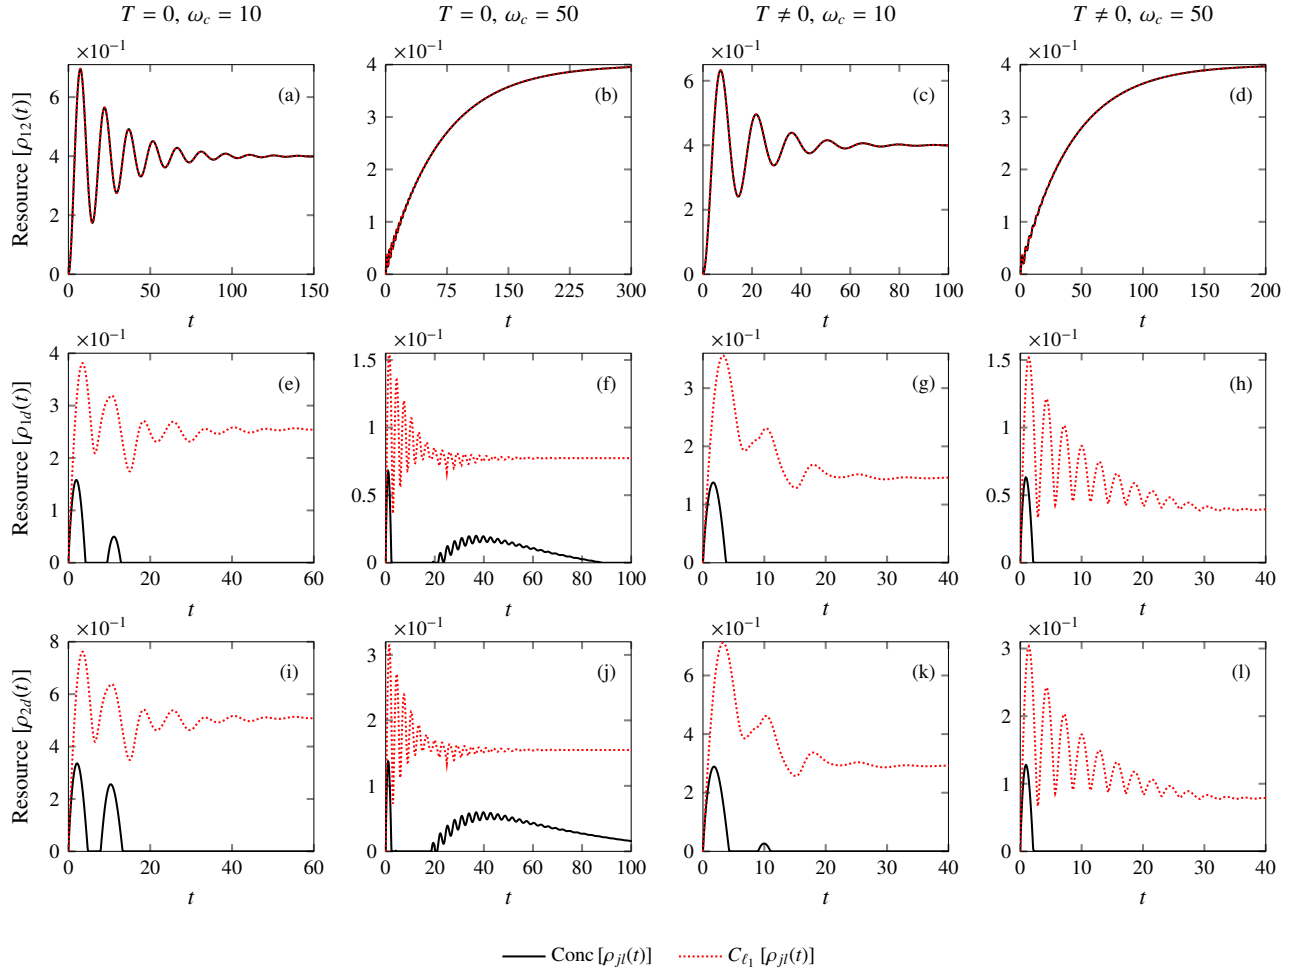 T = 0, ω_c = 10    T = 0, ω_c = 50    T ≠ 0, ω_c = 10    T ≠ 0, ω_c = 50
×10⁻¹ ×10⁻¹ ×10⁻¹ ×10⁻¹
Resource [ρ₁₂(t)]
6
4
2
0
0 50 100 150
t
(a)
4
3
2
1
0
0 75 150 225 300
t
(b)
6
4
2
0
0 20 40 60 80 100
t
(c)
4
3
2
1
0
0 50 100 150 200
t
(d)
×10⁻¹ ×10⁻¹ ×10⁻¹ ×10⁻¹
Resource [ρ₁d(t)]
4
3
2
1
0
0 20 40 60
t
(e)
1.5
1
0.5
0
0 20 40 60 80 100
t
(f)
3
2
1
0
0 10 20 30 40
t
(g)
1.5
1
0.5
0
0 10 20 30 40
t
(h)
×10⁻¹ ×10⁻¹ ×10⁻¹ ×10⁻¹
Resource [ρ₂d(t)]
8
6
4
2
0
0 20 40 60
t
(i)
3
2
1
0
0 20 40 60 80 100
t
(j)
6
4
2
0
0 10 20 30 40
t
(k)
3
2
1
0
0 10 20 30 40
t
(l)
Conc [ρ_jl(t)]    C_ℓ₁ [ρ_jl(t)]